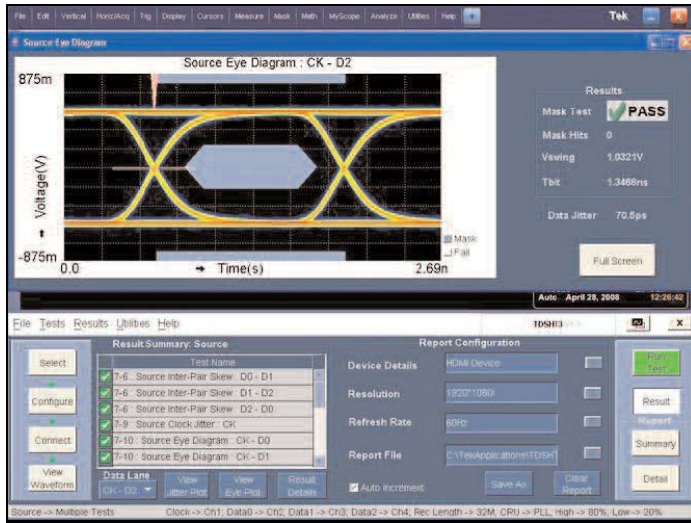 File Edit Vertical Horiz/Acq Trig Display Cursors Measure Mask Math MyScope Analyze Utilities Help Tek
Source Eye Diagram
Source Eye Diagram : CK - D2
875m
Voltage(V)
-875m
0.0
Time(s)
2.69n
Mask
Fail
Results
Mask Test PASS
Mask Hits 0
Vswing 1.0321V
Tbit 1.3468ns
Data Jitter 70.5ps
Full Screen
Auto April 28, 2008 12:26:42
File Tests Results Utilities Help TDSHT3 X
Select
Configure
Connect
View Waveform
Result Summary: Source
Test Name
7-6 : Source Inter-Pair Skew : D0 - D1
7-6 : Source Inter-Pair Skew : D1 - D2
7-6 : Source Inter-Pair Skew : D2 - D0
7-9 : Source Clock Jitter : CK
7-10 : Source Eye Diagram : CK - D0
7-10 : Source Eye Diagram : CK - D1
Data Lane
CK - D2
View Jitter Plot
View Eye Plot
Result Details
Report Configuration
Device Details HDMI Device
Resolution 1920*1080i
Refresh Rate 60Hz
Report File C:\TekApplications\TDSHT
Auto Increment
Save As
Clear Report
Run Test
Result
Report
Summary
Detail
Source -> Multiple Tests Clock -> Ch1, Data0 -> Ch2, Data1 -> Ch3, Data2 -> Ch4, Rec Length -> 32M, CRU -> PLL, High -> 80%, Low -> 20%